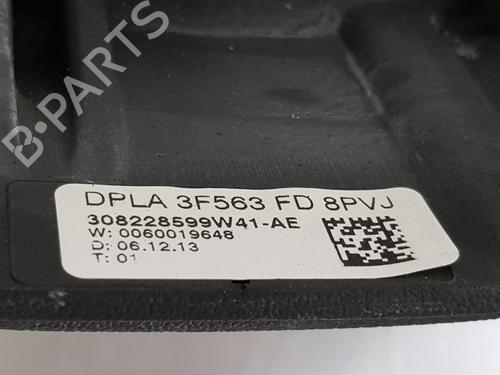 B-PARTS
DPLA 3F563 FD 8PVJ
308228599W41-AE
W: 0060019648
D: 06.12.13
T: 01